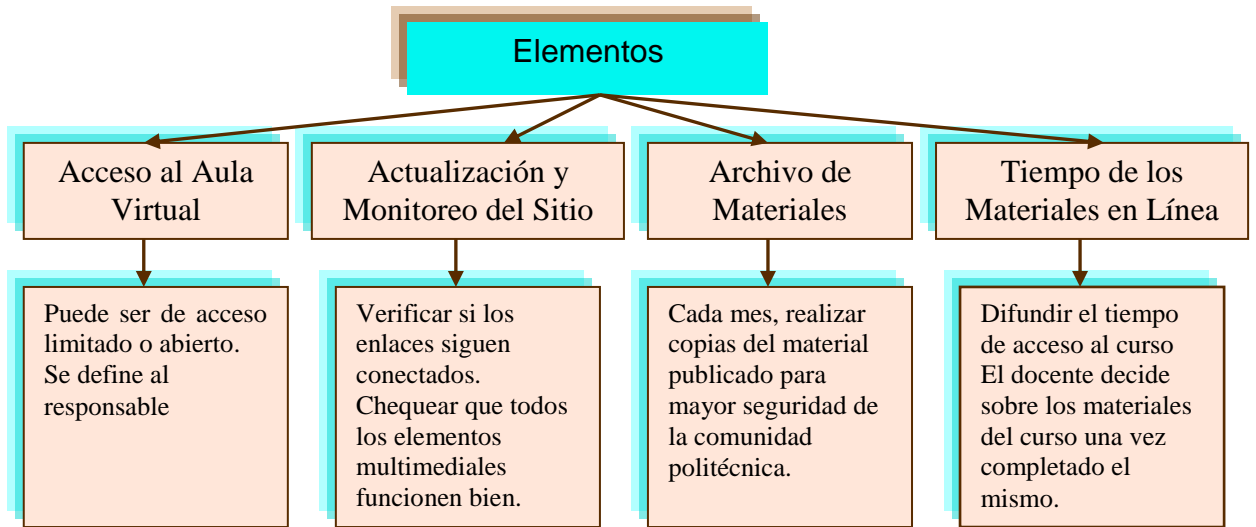 Elementos
Acceso al Aula
Virtual
Actualización y
Monitoreo del Sitio
Archivo de
Materiales
Tiempo de los
Materiales en Línea
Puede ser de acceso
limitado o abierto.
Se define al
responsable
Verificar si los
enlaces siguen
conectados.
Chequear que todos
los elementos
multimediales
funcionen bien.
Cada mes, realizar
copias del material
publicado para
mayor seguridad de
la comunidad
politécnica.
Difundir el tiempo
de acceso al curso
El docente decide
sobre los materiales
del curso una vez
completado el
mismo.